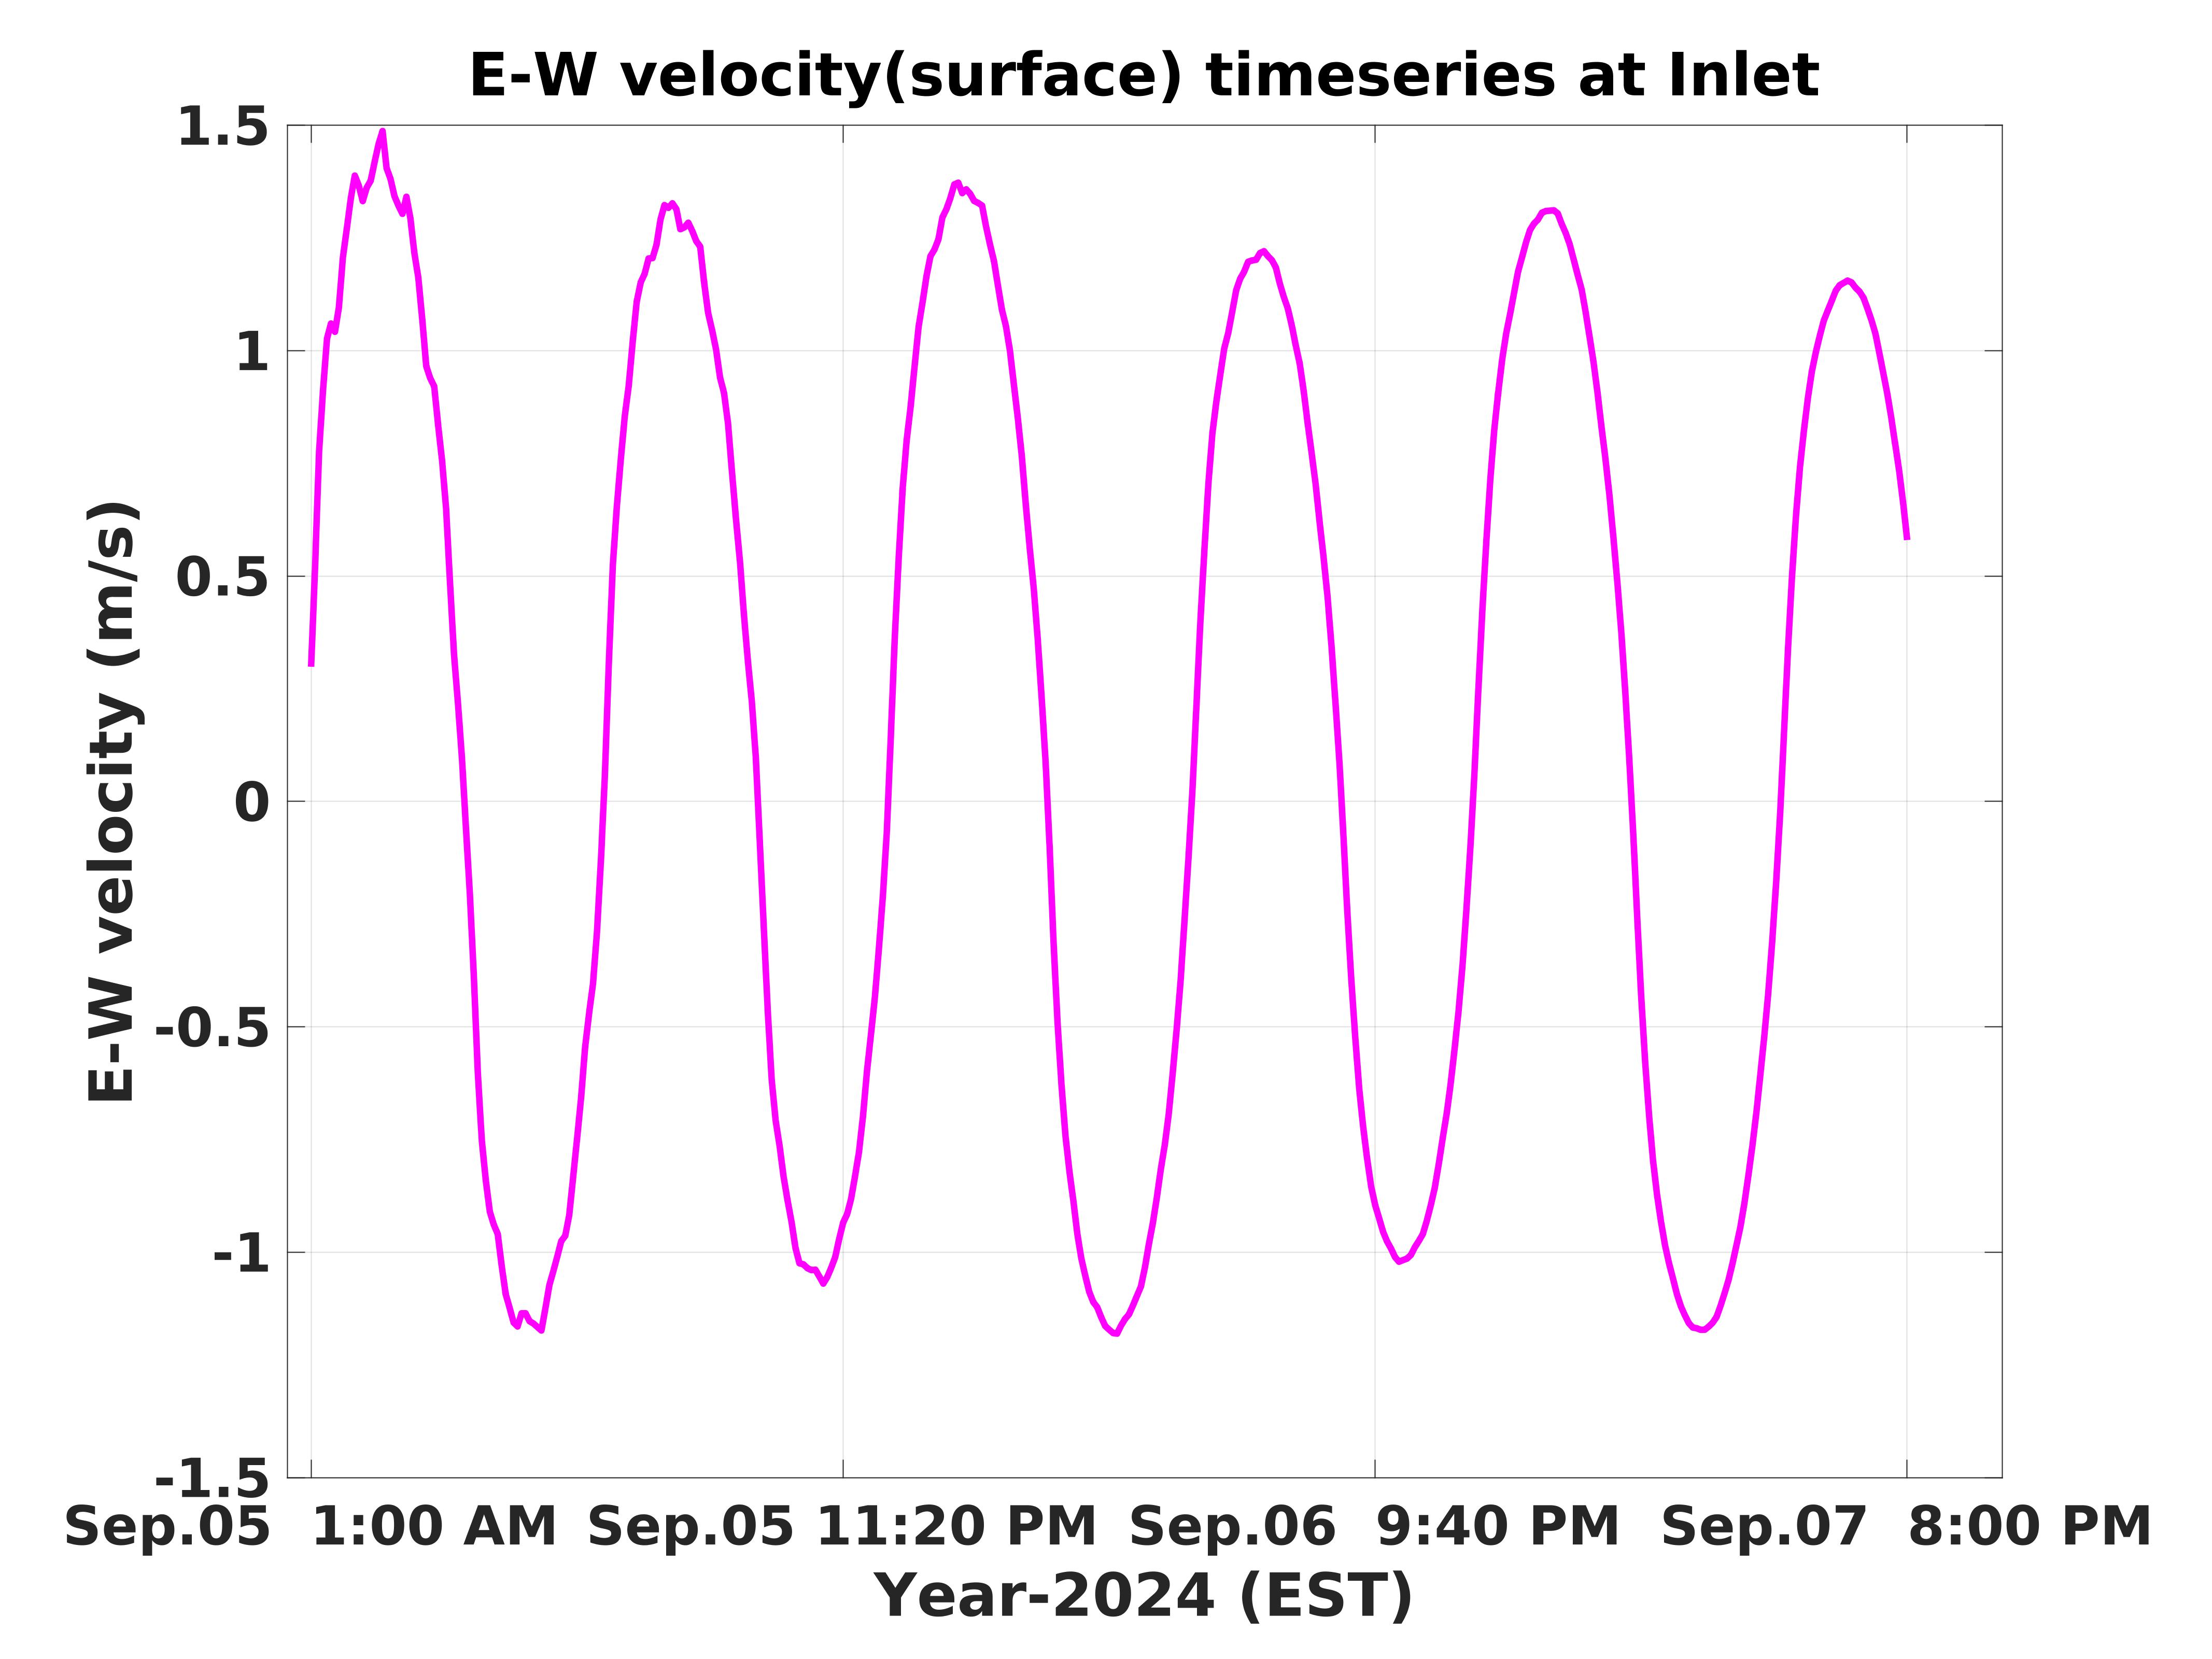 E-W velocity(surface) timeseries at Inlet
1.5
1
0.5
0
-0.5
-1
-1.5
E-W velocity (m/s)
Sep.05 1:00 AM Sep.05 11:20 PM Sep.06 9:40 PM Sep.07 8:00 PM
Year-2024 (EST)